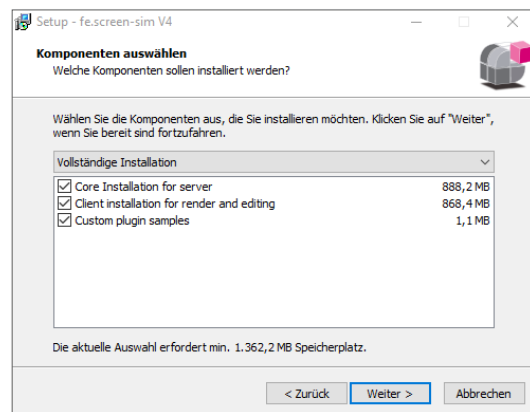 Setup - fe.screen-sim V4
Komponenten auswählen
Welche Komponenten sollen installiert werden?
Wählen Sie die Komponenten aus, die Sie installieren möchten. Klicken Sie auf "Weiter",
wenn Sie bereit sind fortzufahren.
Vollständige Installation
Core Installation for server 888,2 MB
Client installation for render and editing 868,4 MB
Custom plugin samples 1,1 MB
Die aktuelle Auswahl erfordert min. 1.362,2 MB Speicherplatz.
< Zurück Weiter > Abbrechen